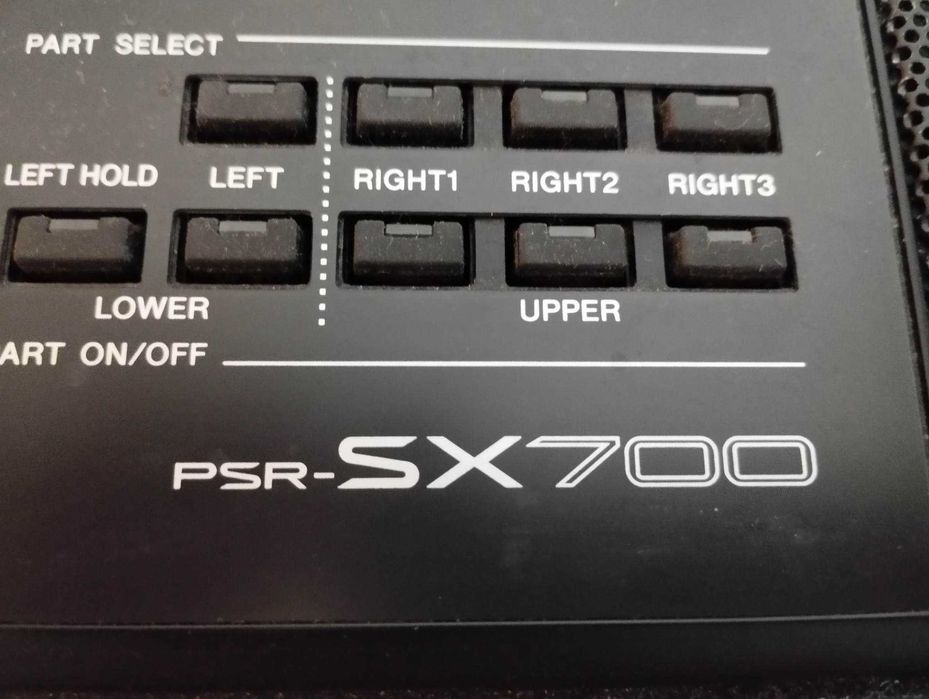 PART SELECT
LEFT HOLD LEFT RIGHT1 RIGHT2 RIGHT3
LOWER UPPER
ART ON/OFF
PSR-SX700